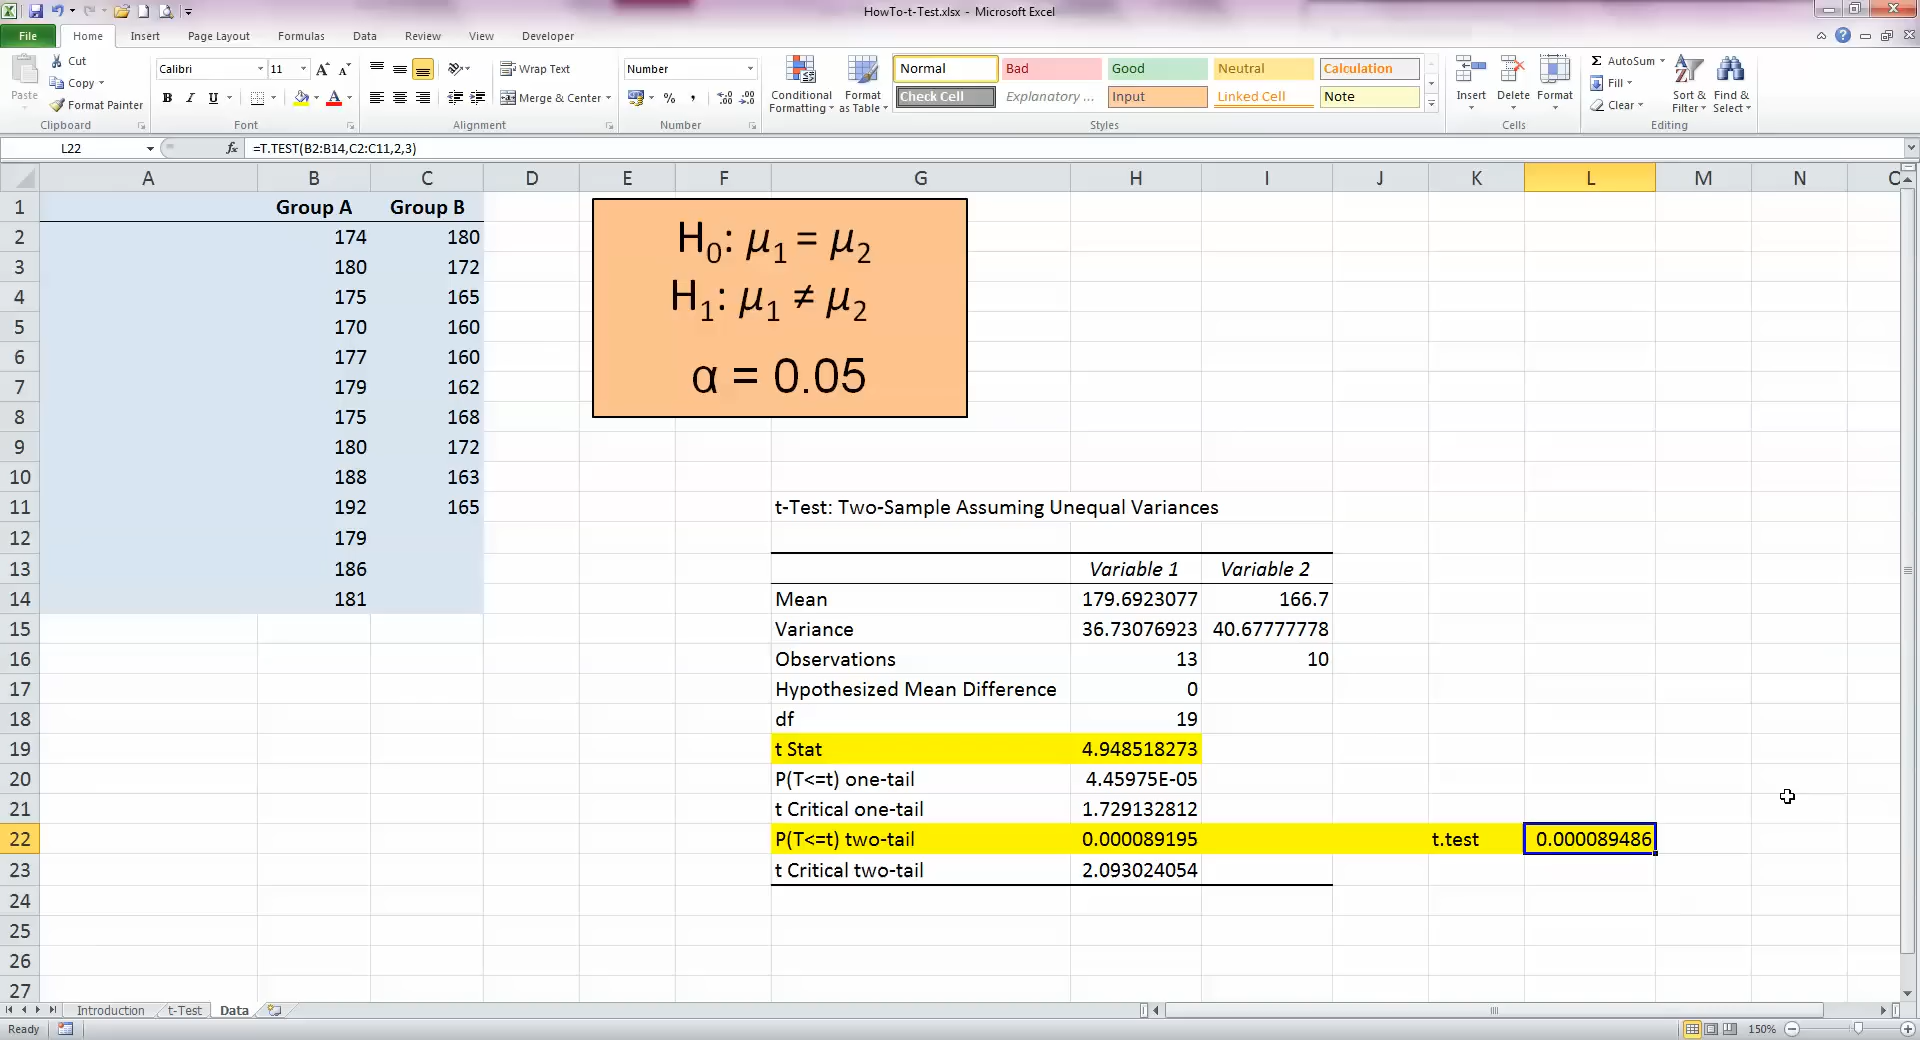 HowTo-t-Test.xlsx - Microsoft Excel
File Home Insert Page Layout Formulas Data Review View Developer
Paste
Cut
Copy
Format Painter
Clipboard
Calibri 11
B I U
Font
Wrap Text
Merge & Center
Alignment
Number
% ,
Number
Conditional Formatting
Format as Table
Normal Bad Good Neutral Calculation
Check Cell Explanatory ... Input Linked Cell Note
Styles
Insert Delete Format
Cells
Σ AutoSum
Fill
Clear
Sort & Filter
Find & Select
Editing
L22 fx =T.TEST(B2:B14,C2:C11,2,3)
A B C D E F G H I J K L M N
1 Group A Group B
2 174 180
3 180 172
4 175 165
5 170 160
6 177 160
7 179 162
8 175 168
9 180 172
10 188 163
11 192 165
12 179
13 186
14 181
15
16
17
18
19
20
21
22
23
24
25
26
27
H₀: μ₁ = μ₂
H₁: μ₁ ≠ μ₂
α = 0.05
t-Test: Two-Sample Assuming Unequal Variances
Variable 1 Variable 2
Mean 179.6923077 166.7
Variance 36.73076923 40.67777778
Observations 13 10
Hypothesized Mean Difference 0
df 19
t Stat 4.948518273
P(T<=t) one-tail 4.45975E-05
t Critical one-tail 1.729132812
P(T<=t) two-tail 0.000089195 t.test 0.000089486
t Critical two-tail 2.093024054
Introduction t-Test Data
Ready 150%